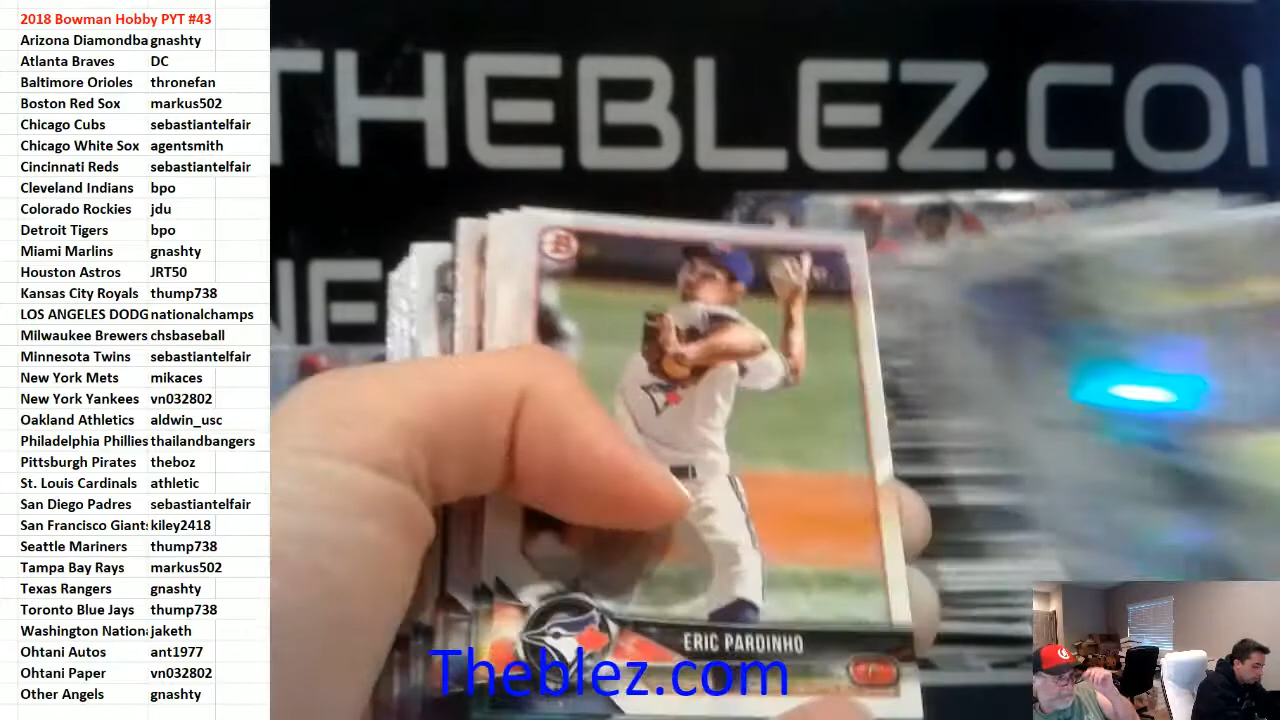 2018 Bowman Hobby PYT #43
Arizona Diamondba gnashty
Atlanta Braves DC
Baltimore Orioles thronefan
Boston Red Sox markus502
Chicago Cubs sebastiantelfair
Chicago White Sox agentsmith
Cincinnati Reds sebastiantelfair
Cleveland Indians bpo
Colorado Rockies jdu
Detroit Tigers bpo
Miami Marlins gnashty
Houston Astros JRT50
Kansas City Royals thump738
LOS ANGELES DODG nationalchamps
Milwaukee Brewers chsbaseball
Minnesota Twins sebastiantelfair
New York Mets mikaces
New York Yankees vn032802
Oakland Athletics aldwin_usc
Philadelphia Phillies thailandbangers
Pittsburgh Pirates theboz
St. Louis Cardinals athletic
San Diego Padres sebastiantelfair
San Francisco Giants kiley2418
Seattle Mariners thump738
Tampa Bay Rays markus502
Texas Rangers gnashty
Toronto Blue Jays thump738
Washington Nationa jaketh
Ohtani Autos ant1977
Ohtani Paper vn032802
Other Angels gnashty
THEBLEZ.COM
NE
B
ERIC PARDINHO
P
Theblez.com